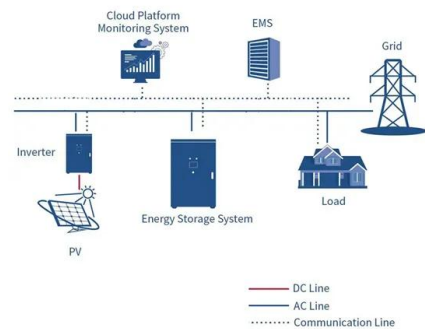 Cloud Platform
Monitoring System
EMS
Grid
Inverter
Energy Storage System
Load
PV
DC Line
AC Line
Communication Line